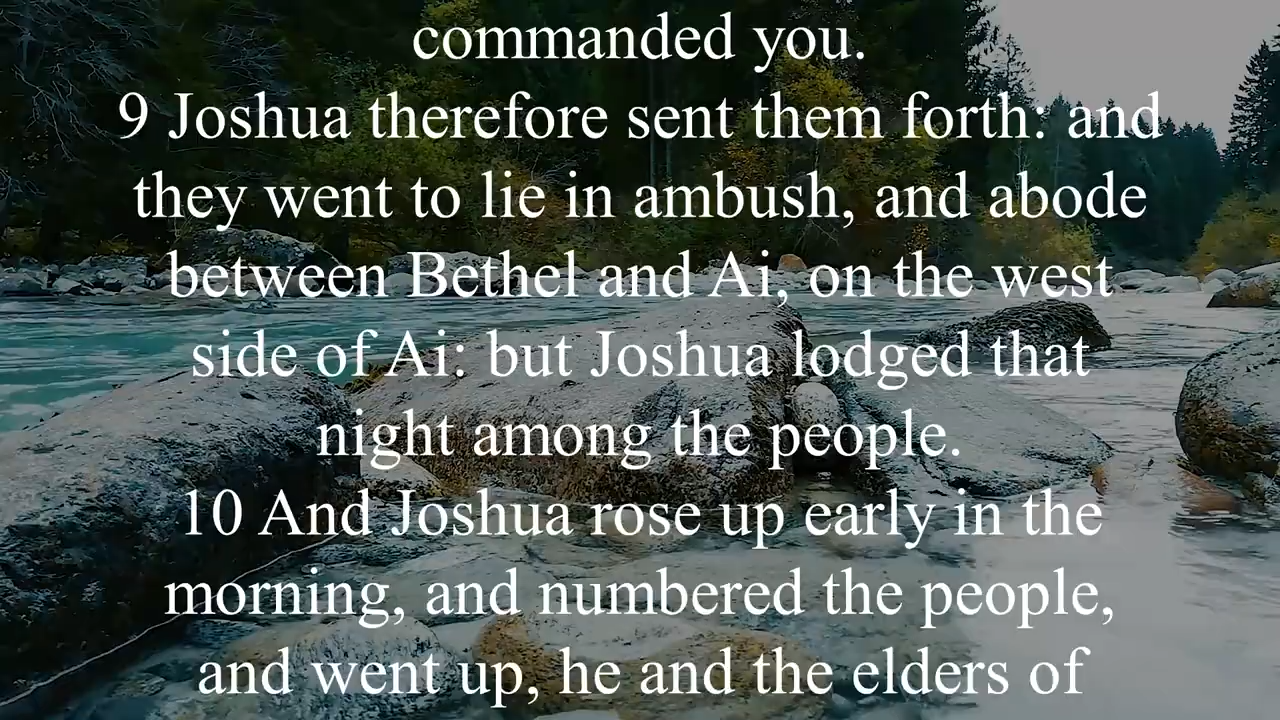 commanded you.
9 Joshua therefore sent them forth: and
they went to lie in ambush, and abode
between Bethel and Ai, on the west
side of Ai: but Joshua lodged that
night among the people.
10 And Joshua rose up early in the
morning, and numbered the people,
and went up, he and the elders of